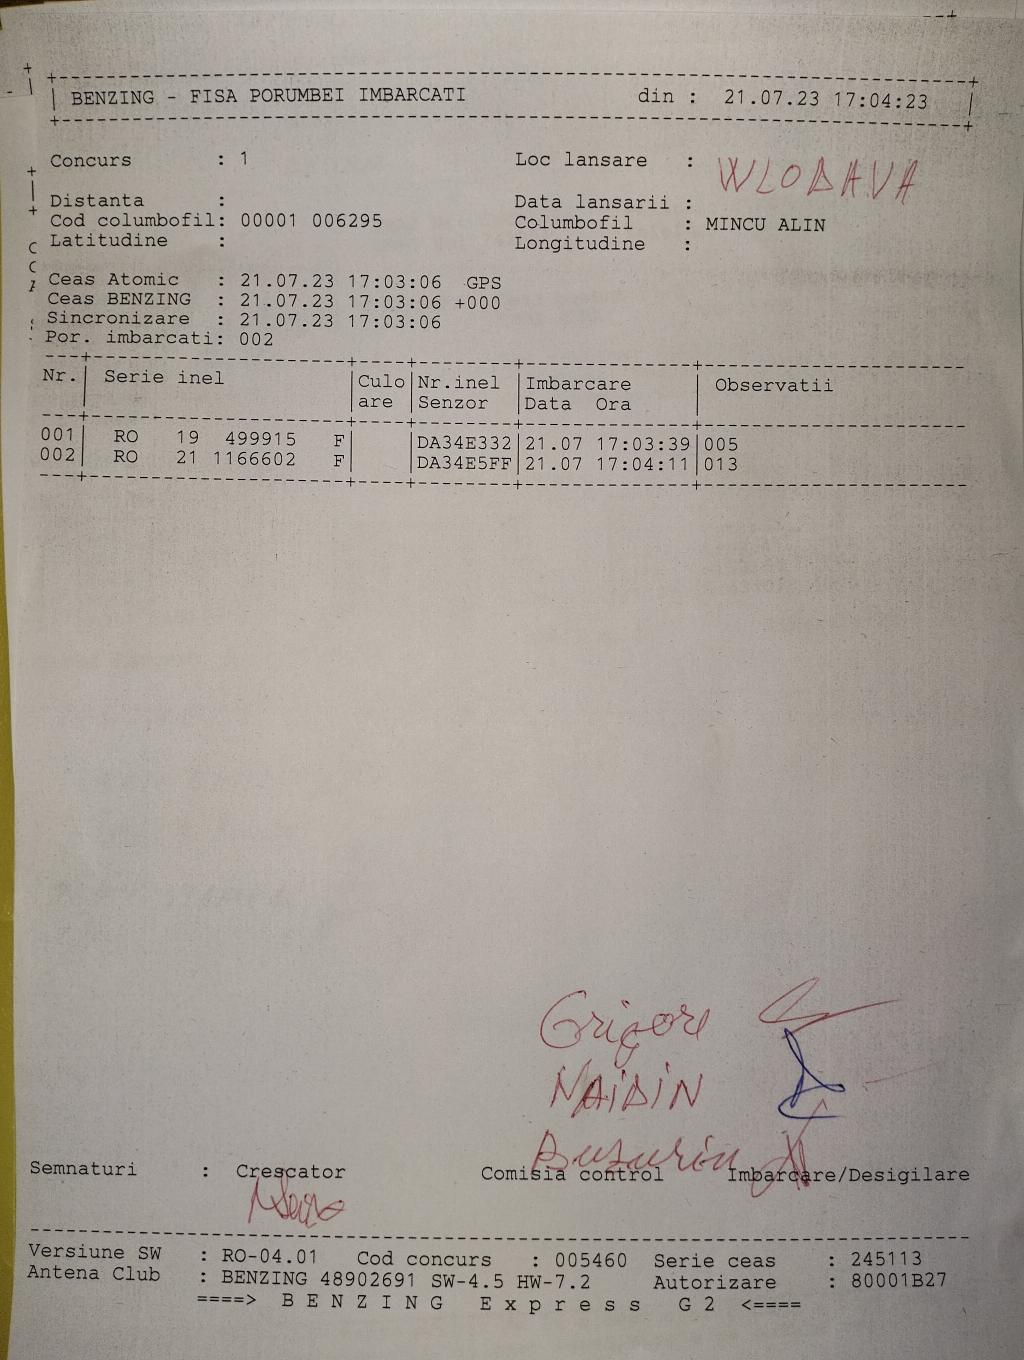 BENZING - FISA PORUMBEI IMBARCATI din : 21.07.23 17:04:23
Concurs : 1 Loc lansare : WLODAVA
Distanta : Data lansarii :
Cod columbofil: 00001 006295 Columbofil : MINCU ALIN
Latitudine : Longitudine :
Ceas Atomic : 21.07.23 17:03:06 GPS
Ceas BENZING : 21.07.23 17:03:06 +000
Sincronizare : 21.07.23 17:03:06
Por. imbarcati: 002
Nr. Serie inel Culo Nr.inel Imbarcare Observatii
are Senzor Data Ora
001 RO 19 499915 F DA34E332 21.07 17:03:39 005
002 RO 21 1166602 F DA34E5FF 21.07 17:04:11 013
Grigore
NAIDIN
Semnaturi : Crescator Comisia control Imbarcare/Desigilare
Versiune SW : RO-04.01 Cod concurs : 005460 Serie ceas : 245113
Antena Club : BENZING 48902691 SW-4.5 HW-7.2 Autorizare : 80001B27
====> B E N Z I N G E x p r e s s G 2 <====